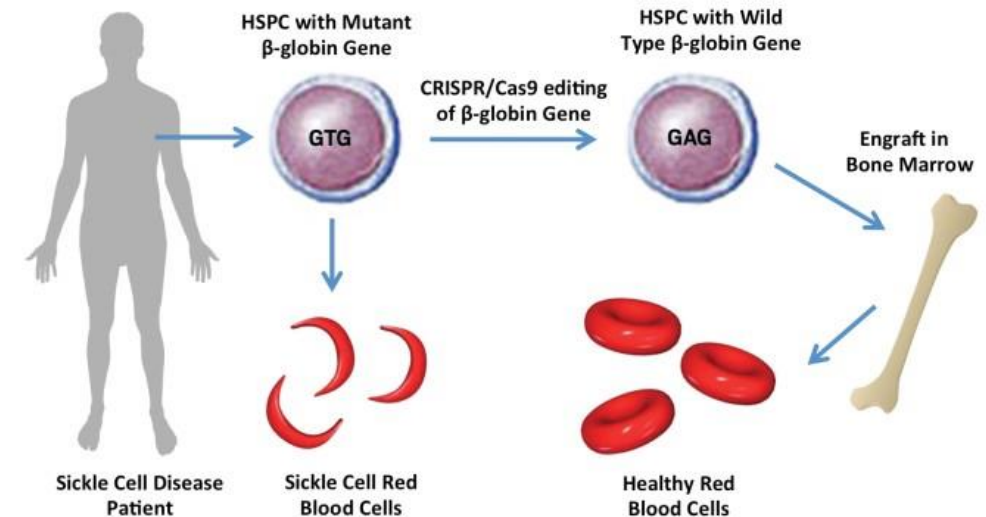 HSPC with Mutant
β-globin Gene
HSPC with Wild
Type β-globin Gene
CRISPR/Cas9 editing
of β-globin Gene
GTG
GAG
Engraft in
Bone Marrow
Sickle Cell Disease
Patient
Sickle Cell Red
Blood Cells
Healthy Red
Blood Cells